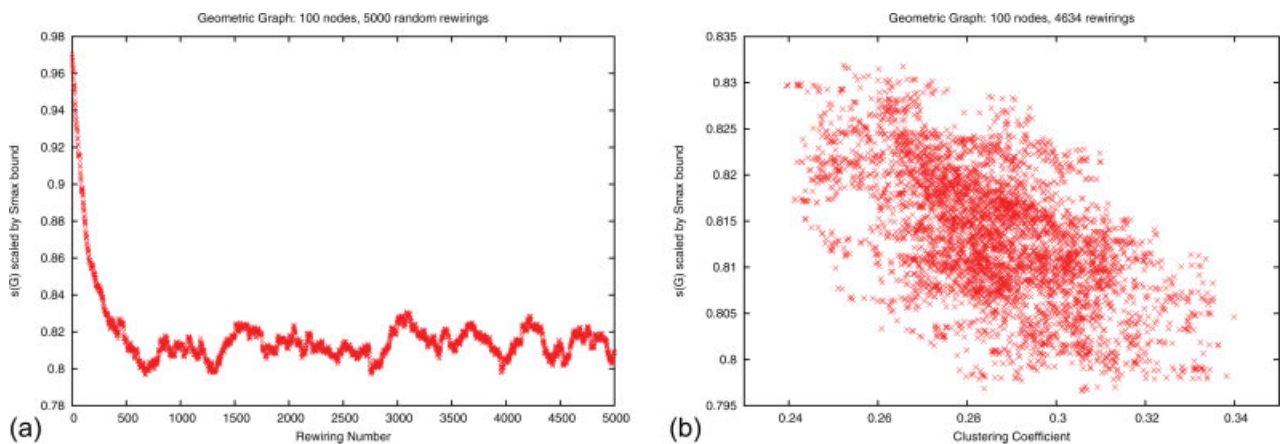 Geometric Graph: 100 nodes, 5000 random rewirings
0.98
0.96
0.94
0.92
0.9
0.88
0.86
0.84
0.82
0.8
0.78
s(G) scaled by Smax bound
0 500 1000 1500 2000 2500 3000 3500 4000 4500 5000
Rewiring Number
(a)
Geometric Graph: 100 nodes, 4634 rewirings
0.835
0.83
0.825
0.82
0.815
0.81
0.805
0.8
0.795
s(G) scaled by Smax bound
0.24 0.26 0.28 0.3 0.32 0.34
Clustering Coefficient
(b)